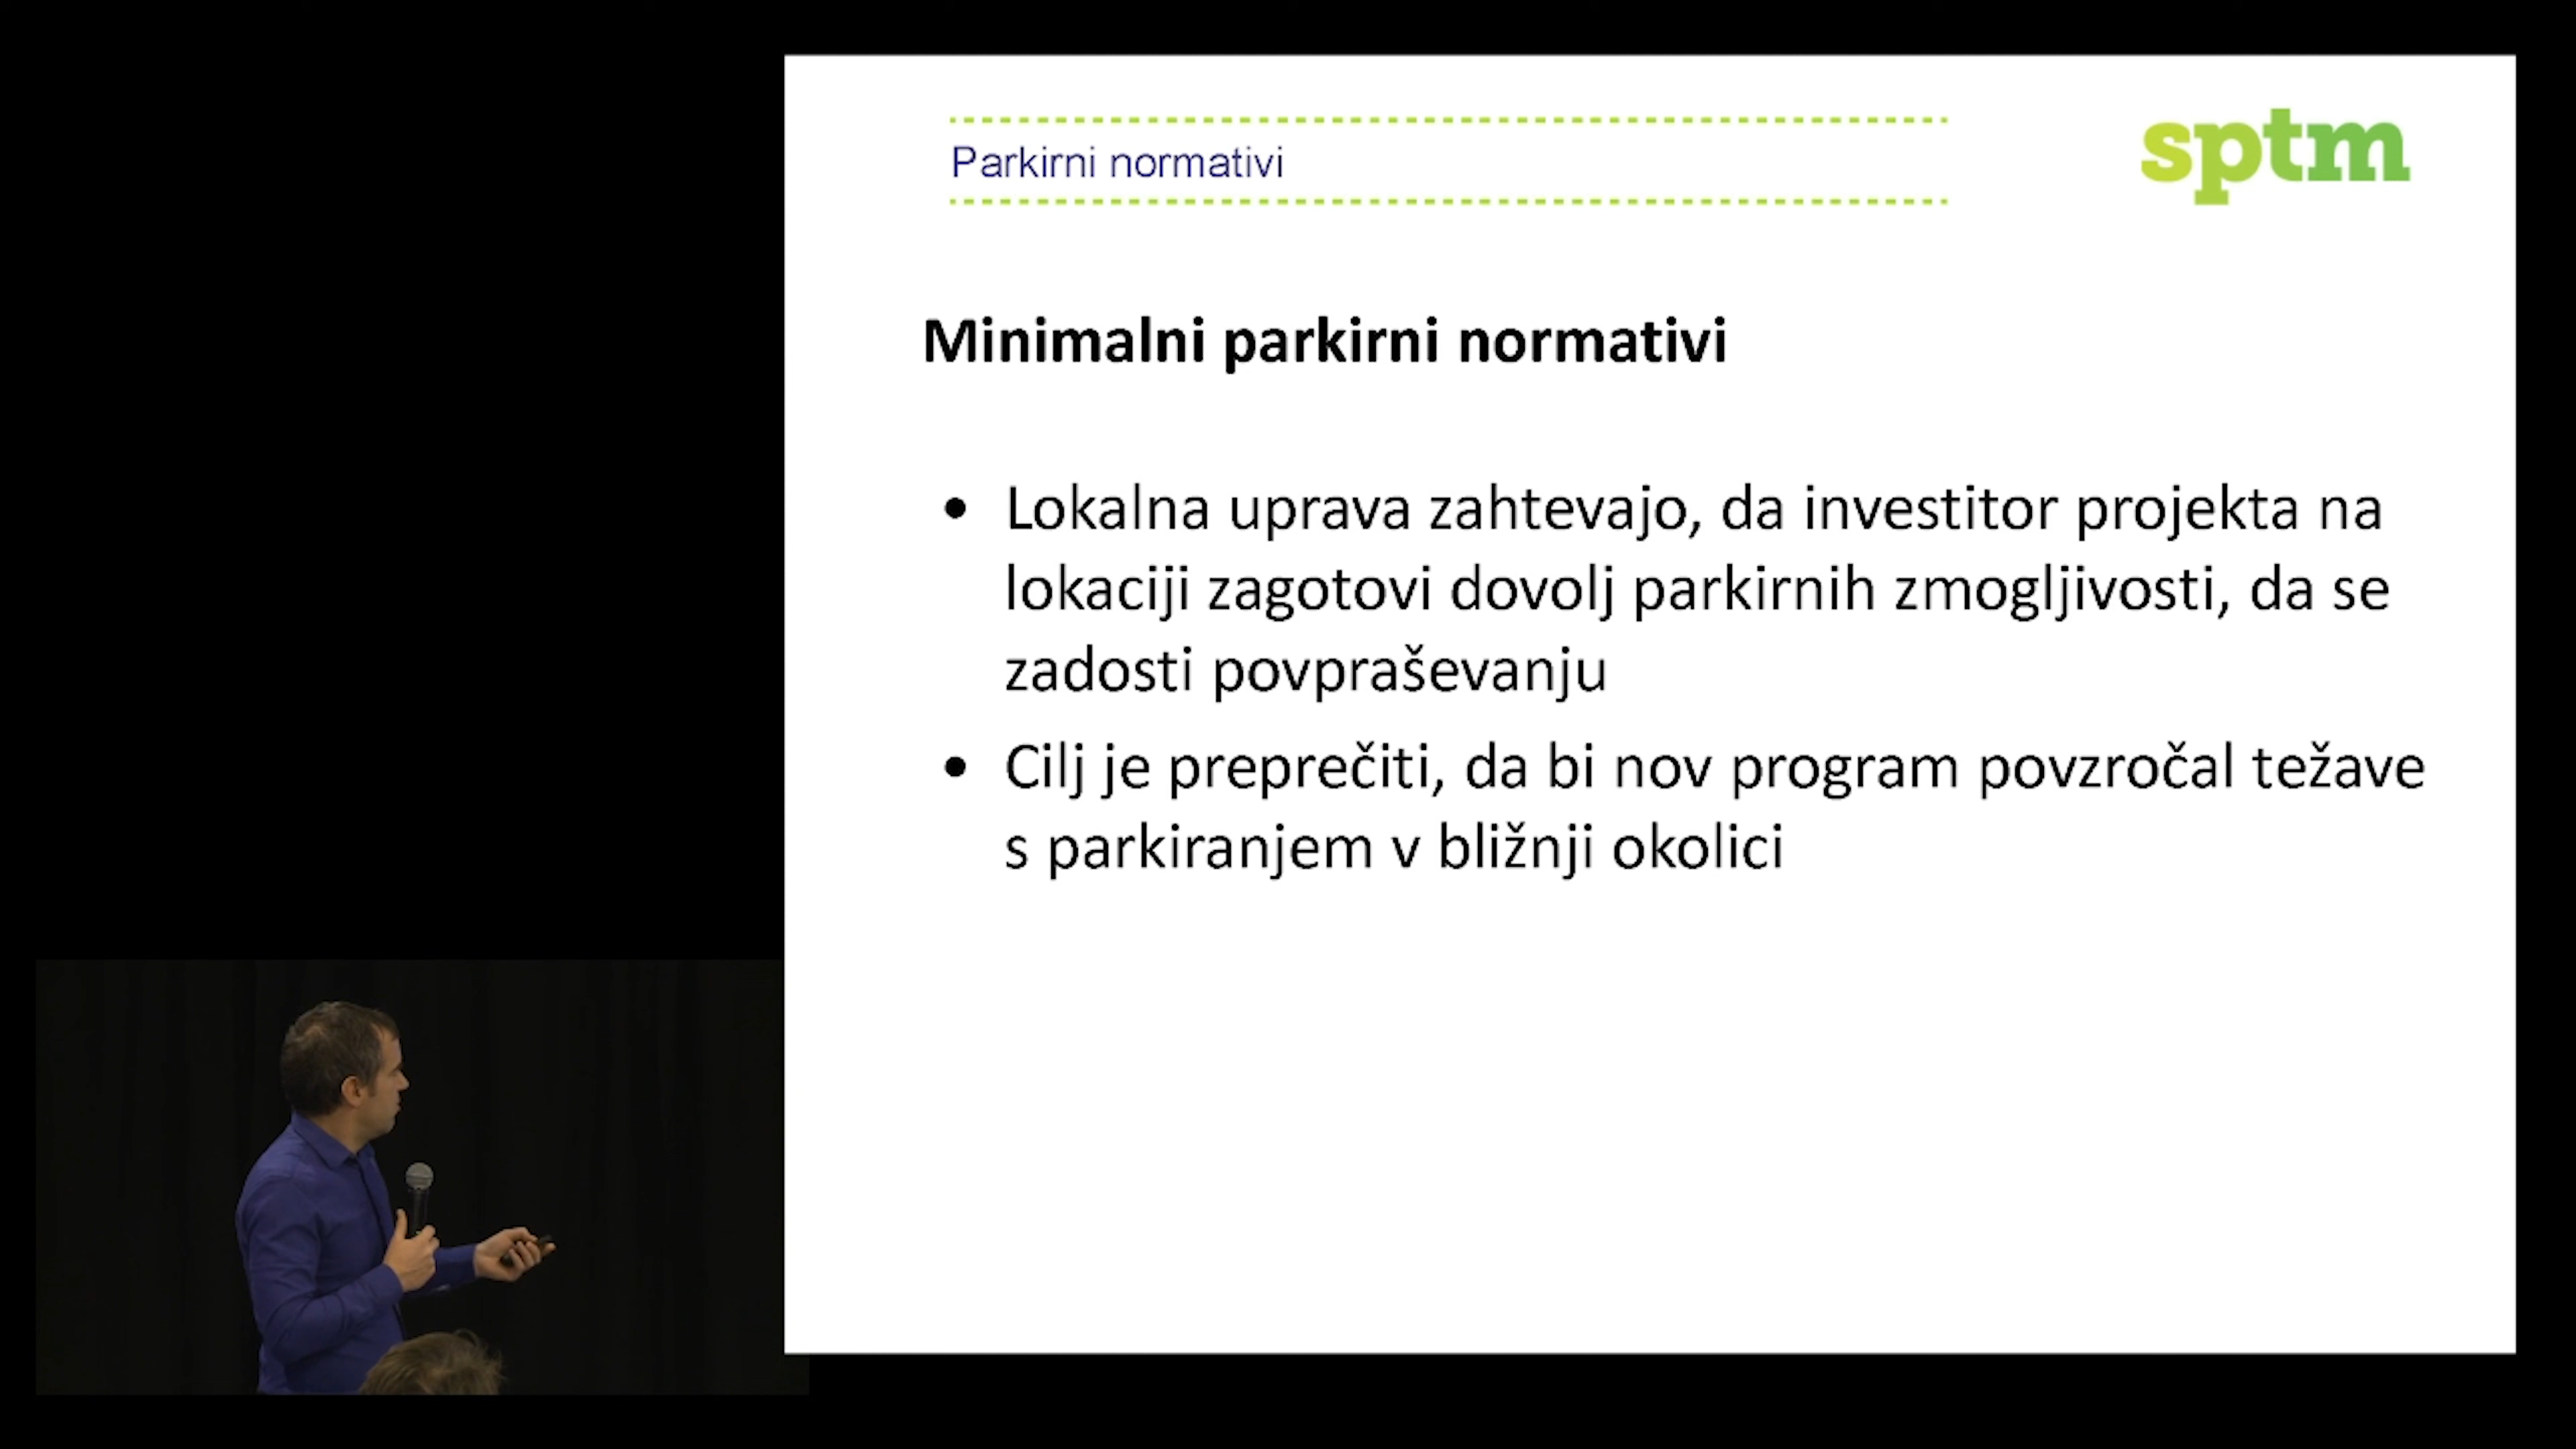 Parkirni normativi
sptm
Minimalni parkirni normativi
• Lokalna uprava zahtevajo, da investitor projekta na
lokaciji zagotovi dovolj parkirnih zmogljivosti, da se
zadosti povpraševanju
• Cilj je preprečiti, da bi nov program povzročal težave
s parkiranjem v bližnji okolici